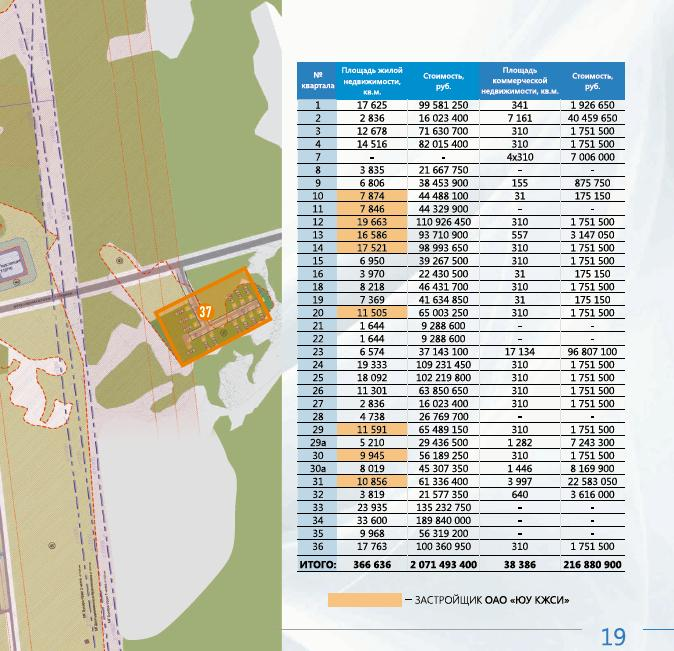 37
№ квартала | Площадь жилой недвижимости, кв.м. | Стоимость, руб. | Площадь коммерческой недвижимости, кв.м. | Стоимость, руб.
1 | 17 625 | 99 581 250 | 341 | 1 926 650
2 | 2 836 | 16 023 400 | 7 161 | 40 459 650
3 | 12 678 | 71 630 700 | 310 | 1 751 500
4 | 14 516 | 82 015 400 | 310 | 1 751 500
7 | - | - | 4x310 | 7 006 000
8 | 3 835 | 21 667 750 | - | -
9 | 6 806 | 38 453 900 | 155 | 875 750
10 | 7 874 | 44 488 100 | 31 | 175 150
11 | 7 846 | 44 329 900 | - | -
12 | 19 663 | 110 926 450 | 310 | 1 751 500
13 | 16 586 | 93 710 900 | 557 | 3 147 050
14 | 17 521 | 98 993 650 | 310 | 1 751 500
15 | 6 950 | 39 267 500 | 310 | 1 751 500
16 | 3 970 | 22 430 500 | 31 | 175 150
18 | 8 218 | 46 431 700 | 310 | 1 751 500
19 | 7 369 | 41 634 850 | 31 | 175 150
20 | 11 505 | 65 003 250 | 310 | 1 751 500
21 | 1 644 | 9 288 600 | - | -
22 | 1 644 | 9 288 600 | - | -
23 | 6 574 | 37 143 100 | 17 134 | 96 807 100
24 | 19 333 | 109 231 450 | 310 | 1 751 500
25 | 18 092 | 102 219 800 | 310 | 1 751 500
26 | 11 301 | 63 850 650 | 310 | 1 751 500
27 | 2 836 | 16 023 400 | 310 | 1 751 500
28 | 4 738 | 26 769 700 | - | -
29 | 11 591 | 65 489 150 | 310 | 1 751 500
29а | 5 210 | 29 436 500 | 1 282 | 7 243 300
30 | 9 945 | 56 189 250 | 310 | 1 751 500
30а | 8 019 | 45 307 350 | 1 446 | 8 169 900
31 | 10 856 | 61 336 400 | 3 997 | 22 583 050
32 | 3 819 | 21 577 350 | 640 | 3 616 000
33 | 23 935 | 135 232 750 | - | -
34 | 33 600 | 189 840 000 | - | -
35 | 9 968 | 56 319 200 | - | -
36 | 17 763 | 100 360 950 | 310 | 1 751 500
ИТОГО: | 366 636 | 2 071 493 400 | 38 386 | 216 880 900
– ЗАСТРОЙЩИК ОАО «ЮУ КЖСИ»
19